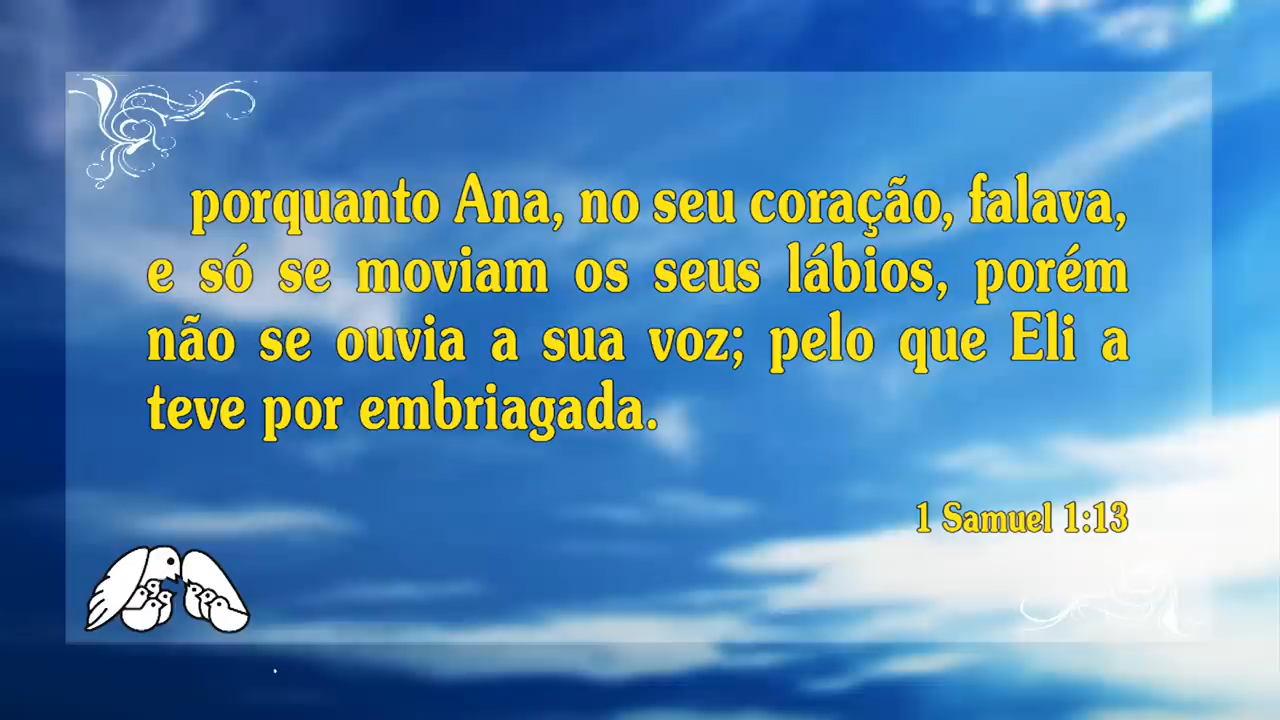 porquanto Ana, no seu coração, falava,
e só se moviam os seus lábios, porém
não se ouvia a sua voz; pelo que Eli a
teve por embriagada.
1 Samuel 1:13